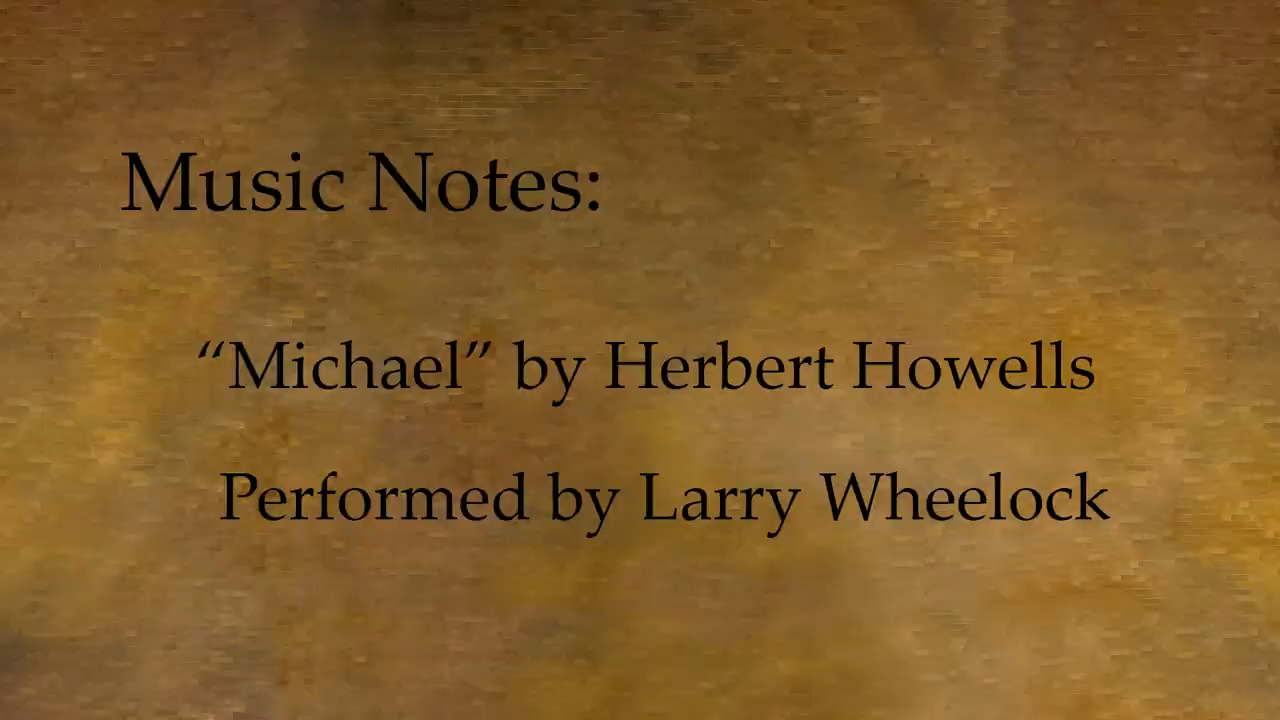 Music Notes:
“Michael” by Herbert Howells
Performed by Larry Wheelock